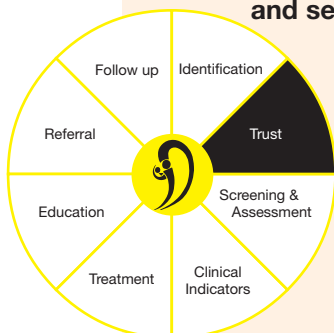 and se
Follow up
Identification
Referral
Trust
Education
Screening &
Assessment
Treatment
Clinical
Indicators